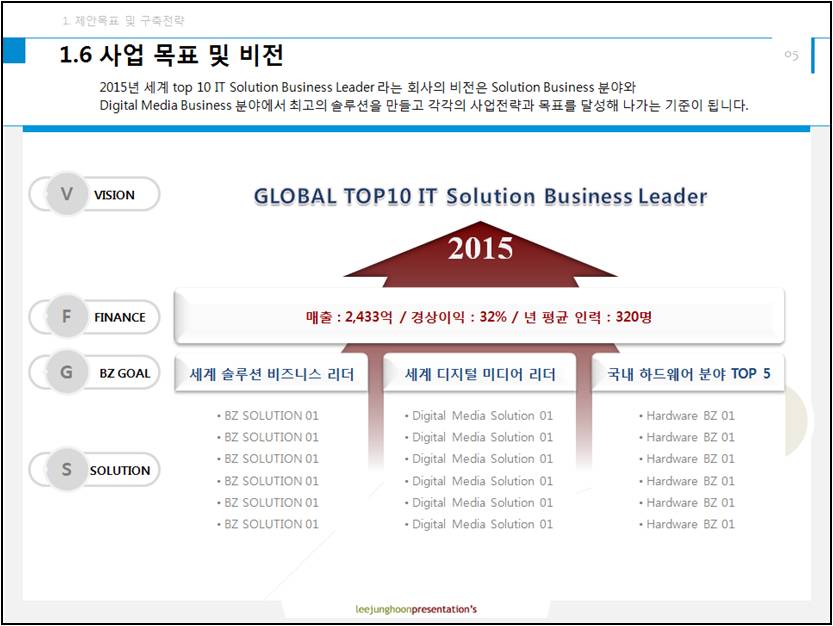 1. 제안목표 및 구축전략
1.6 사업 목표 및 비전
05
2015년 세계 top 10 IT Solution Business Leader 라는 회사의 비전은 Solution Business 분야와
Digital Media Business 분야에서 최고의 솔루션을 만들고 각각의 사업전략과 목표를 달성해 나가는 기준이 됩니다.
V VISION
GLOBAL TOP10 IT Solution Business Leader
2015
F FINANCE
매출 : 2,433억 / 경상이익 : 32% / 년 평균 인력 : 320명
G BZ GOAL
세계 솔루션 비즈니스 리더
세계 디지털 미디어 리더
국내 하드웨어 분야 TOP 5
S SOLUTION
• BZ SOLUTION 01
• BZ SOLUTION 01
• BZ SOLUTION 01
• BZ SOLUTION 01
• BZ SOLUTION 01
• BZ SOLUTION 01
• Digital Media Solution 01
• Digital Media Solution 01
• Digital Media Solution 01
• Digital Media Solution 01
• Digital Media Solution 01
• Digital Media Solution 01
• Hardware BZ 01
• Hardware BZ 01
• Hardware BZ 01
• Hardware BZ 01
• Hardware BZ 01
• Hardware BZ 01
leejunghoonpresentation's